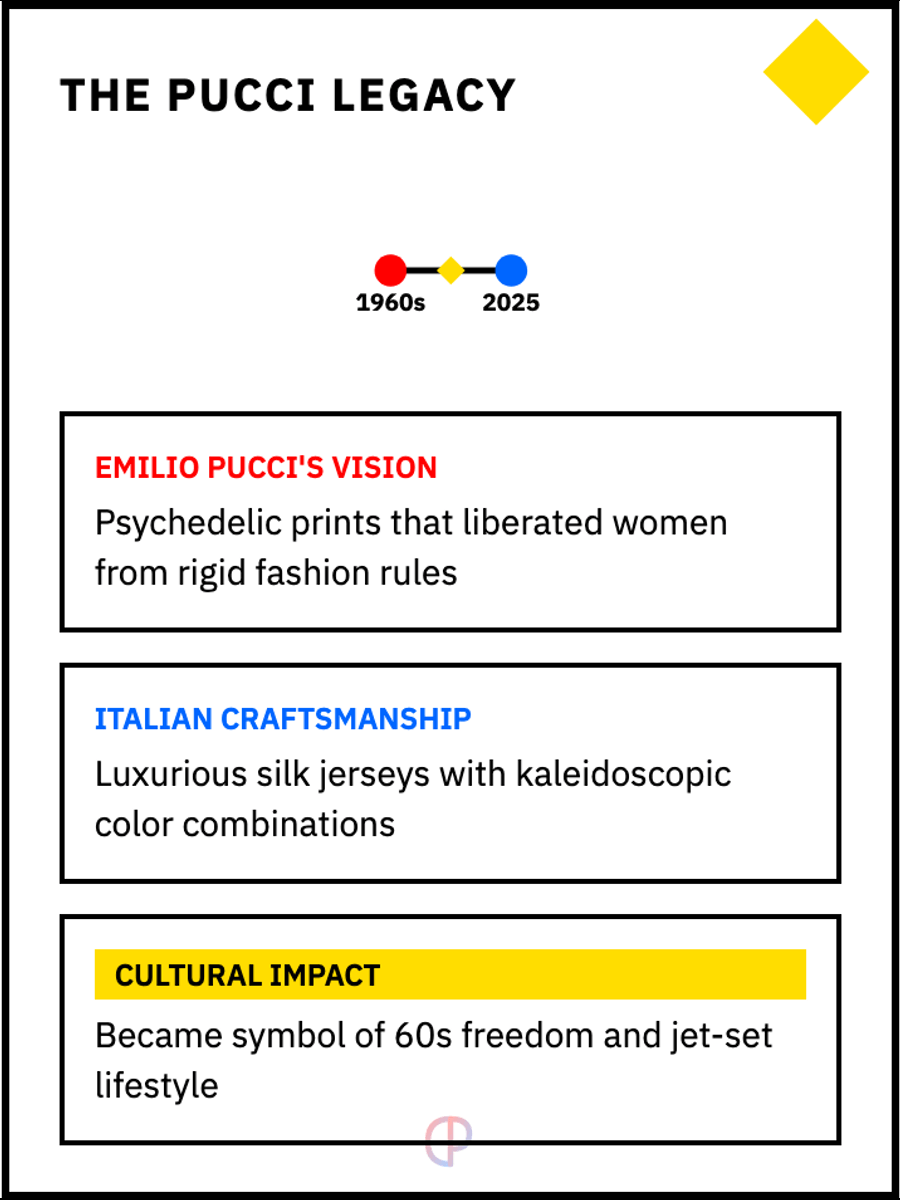 THE PUCCI LEGACY
1960s 2025
EMILIO PUCCI'S VISION
Psychedelic prints that liberated women
from rigid fashion rules
ITALIAN CRAFTSMANSHIP
Luxurious silk jerseys with kaleidoscopic
color combinations
CULTURAL IMPACT
Became symbol of 60s freedom and jet-set
lifestyle